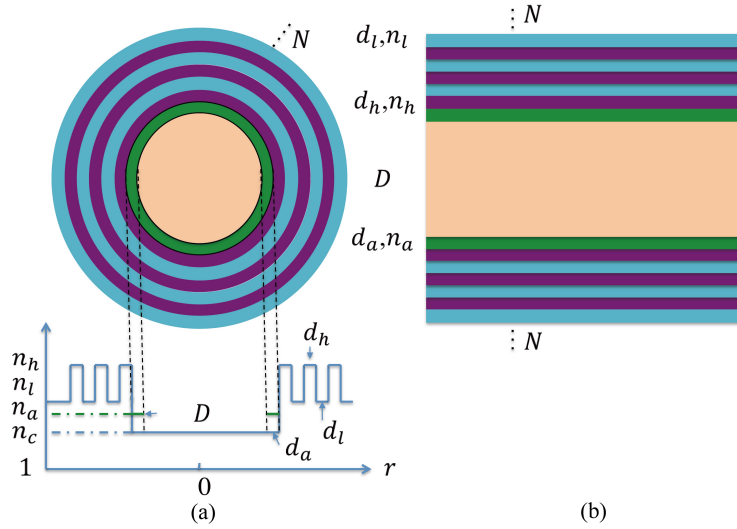 N
n_h
n_l
n_a
n_c
1
d_h
D
d_l
d_a
r
0
(a)
N
d_l,n_l
d_h,n_h
D
d_a,n_a
N
(b)